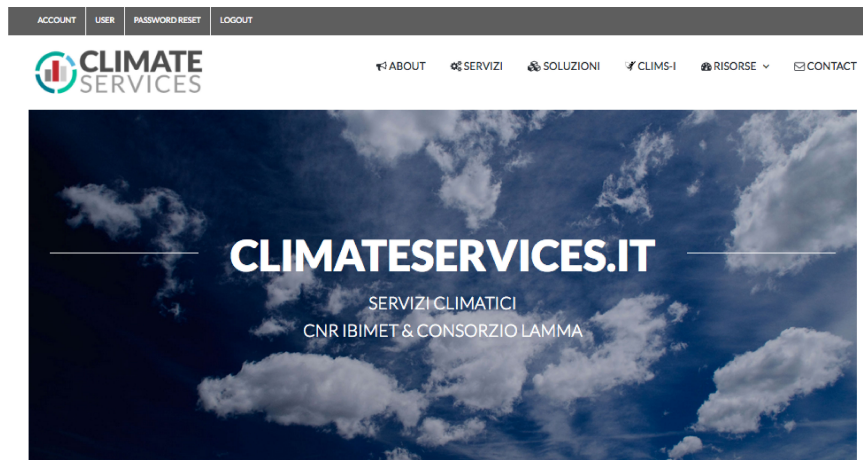 ACCOUNT USER PASSWORD RESET LOGOUT
CLIMATE
SERVICES
ABOUT SERVIZI SOLUZIONI CLIMS-I RISORSE CONTACT
CLIMATESERVICES.IT
SERVIZI CLIMATICI
CNR IBIMET & CONSORZIO LAMMA